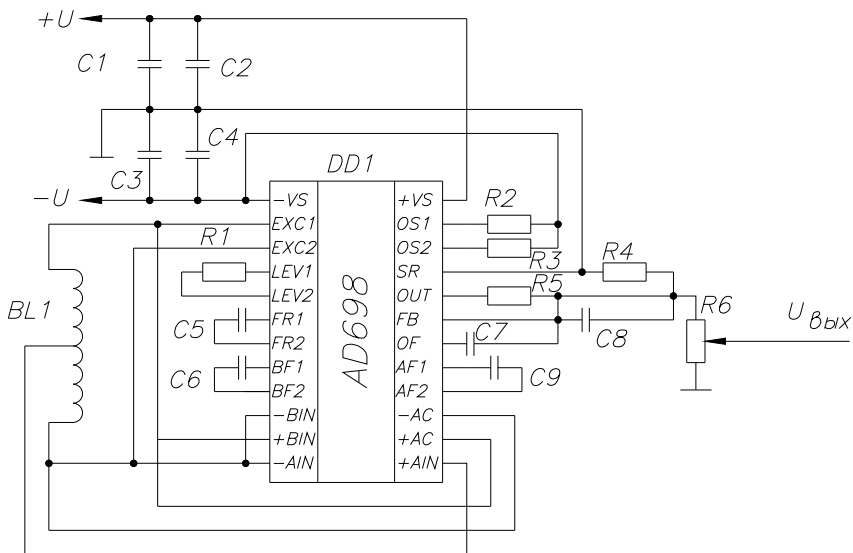 +U
C1
C2
C4
C3
DD1
-U
-VS
+VS
R2
EXC1
OS1
R1
EXC2
OS2
R3
R4
LEV1
SR
R5
LEV2
OUT
R6
BL1
C5
FR1
AD698
FB
C7
C8
Uвых
FR2
OF
C6
BF1
AF1
C9
BF2
AF2
-BIN
-AC
+BIN
+AC
-AIN
+AIN